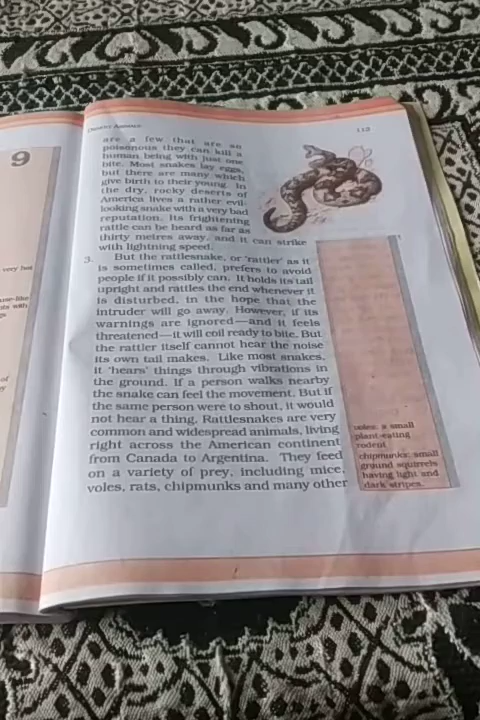 9
very hot
DESERT ANIMALS
113
are a few that are so
poisonous they can kill a
human being with just one
bite. Most snakes lay eggs,
but there are many which
give birth to their young. In
the dry, rocky deserts of
America lives a rather evil-
looking snake with a very bad
reputation. Its frightening
rattle can be heard as far as
thirty metres away, and it can strike
with lightning speed.
3. But the rattlesnake, or ‘rattler’ as it
is sometimes called, prefers to avoid
people if it possibly can. It holds its tail
upright and rattles the end whenever it
is disturbed, in the hope that the
intruder will go away. However, if its
warnings are ignored—and it feels
threatened—it will coil ready to bite. But
the rattler itself cannot hear the noise
its own tail makes. Like most snakes,
it ‘hears’ things through vibrations in
the ground. If a person walks nearby
the snake can feel the movement. But if
the same person were to shout, it would
not hear a thing. Rattlesnakes are very
common and widespread animals, living
right across the American continent
from Canada to Argentina. They feed
on a variety of prey, including mice,
voles, rats, chipmunks and many other
voles: a small
plant-eating
rodent
chipmunks: small
ground squirrels
having light and
dark stripes.